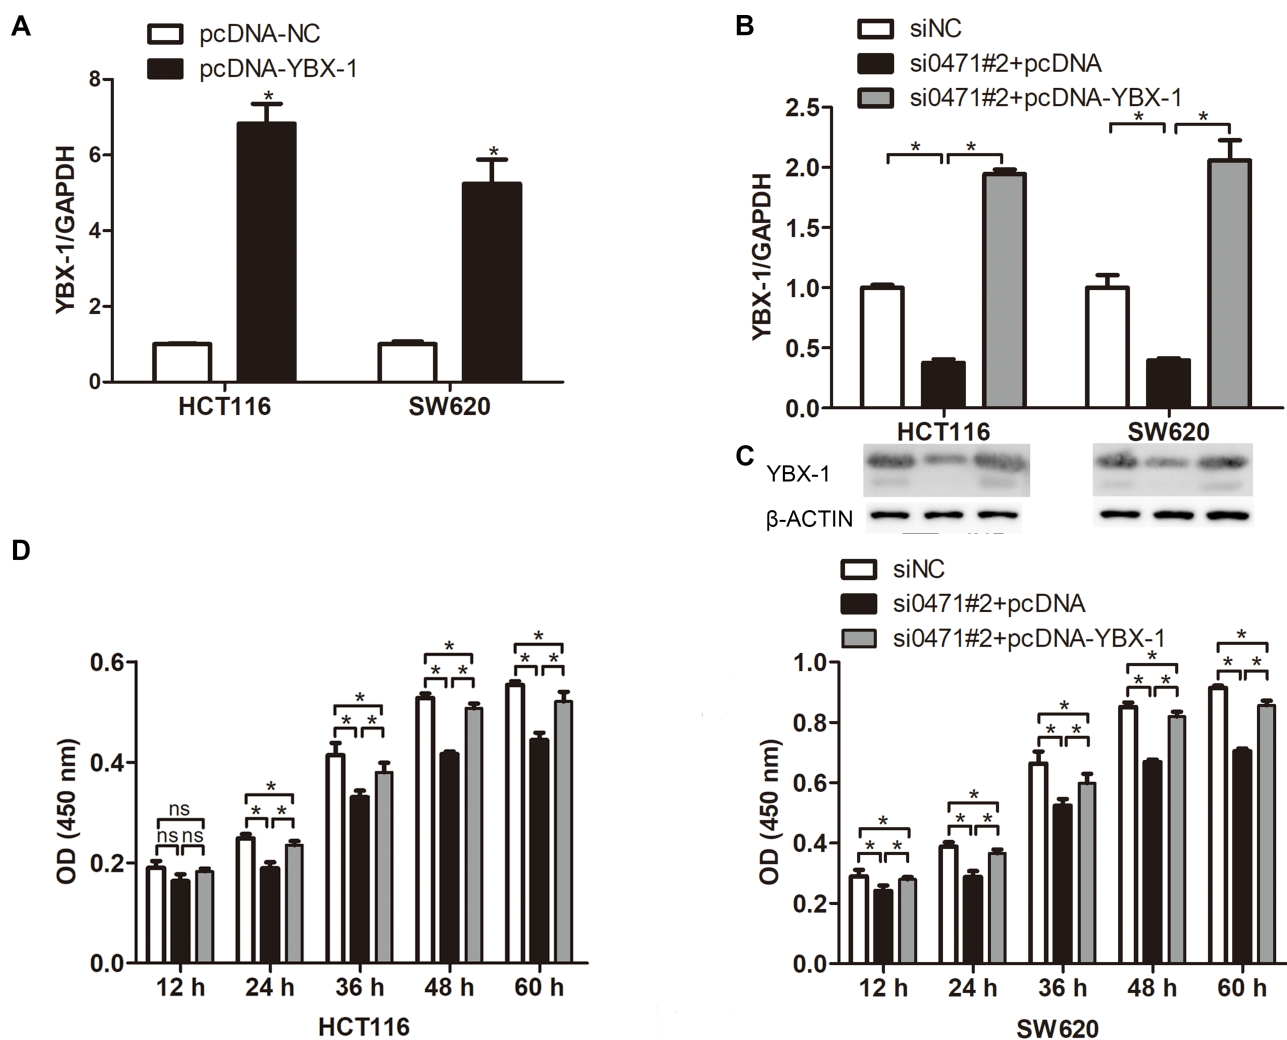 A
pcDNA-NC
pcDNA-YBX-1
YBX-1/GAPDH
8
6
4
2
0
*
*
HCT116
SW620
B
siNC
si0471#2+pcDNA
si0471#2+pcDNA-YBX-1
YBX-1/GAPDH
2.5
2.0
1.5
1.0
0.5
0.0
* *
* *
HCT116
SW620
C
YBX-1
β-ACTIN
D
OD (450 nm)
0.6
0.4
0.2
0.0
ns
ns ns
*
* *
*
* *
*
* *
*
* *
12 h
24 h
36 h
48 h
60 h
HCT116
siNC
si0471#2+pcDNA
si0471#2+pcDNA-YBX-1
OD (450 nm)
1.0
0.8
0.6
0.4
0.2
0.0
*
* *
*
* *
*
* *
*
* *
*
* *
12 h
24 h
36 h
48 h
60 h
SW620